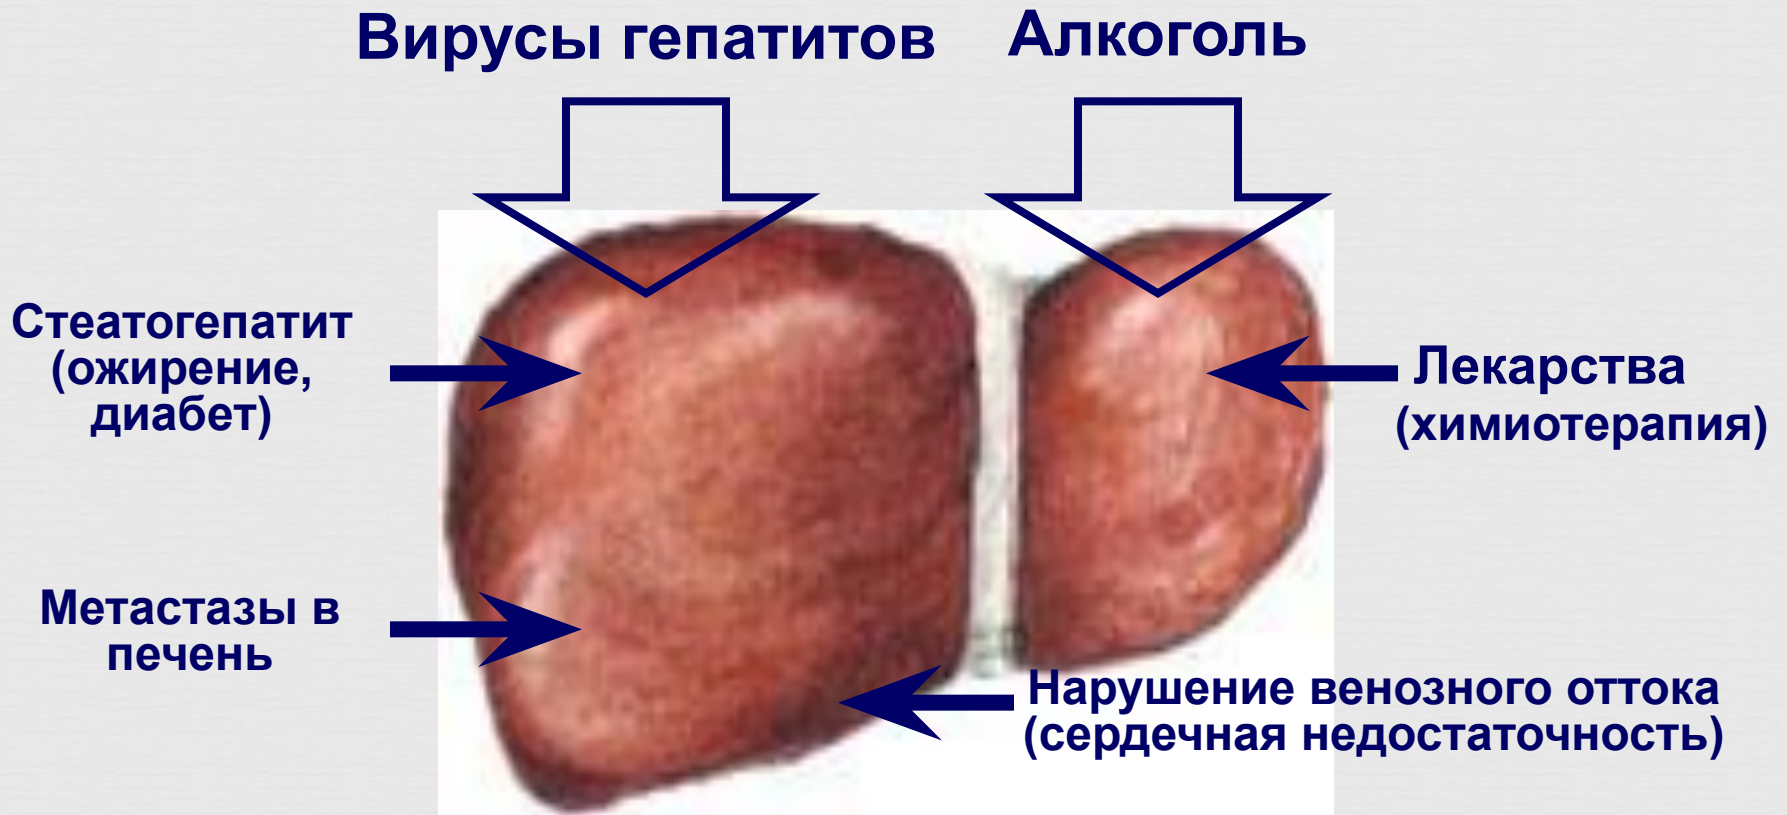 Вирусы гепатитов
Алкоголь
Стеатогепатит
(ожирение,
диабет)
Лекарства
(химиотерапия)
Метастазы в
печень
Нарушение венозного оттока
(сердечная недостаточность)